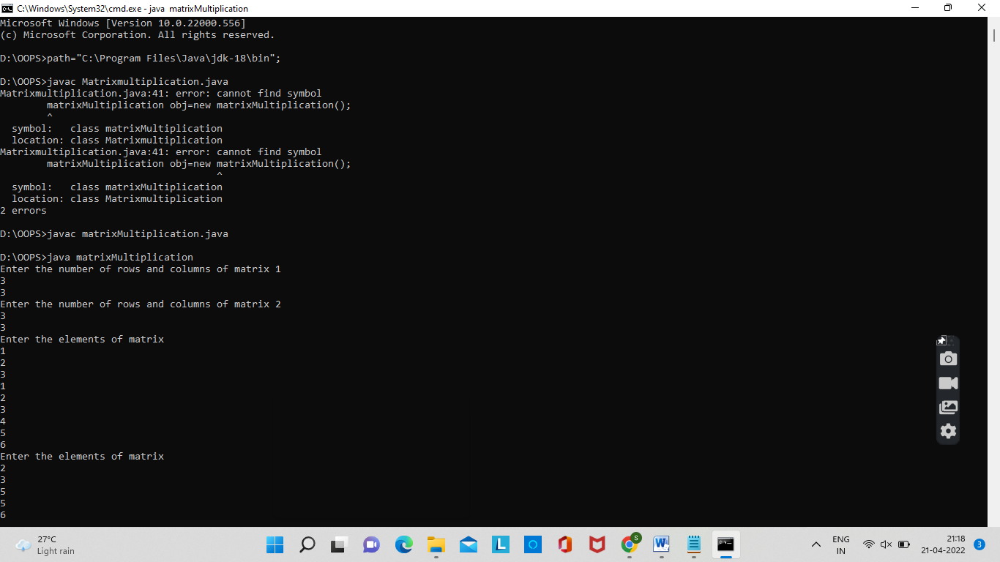 C:\Windows\System32\cmd.exe - java  matrixMultiplication
Microsoft Windows [Version 10.0.22000.556]
(c) Microsoft Corporation. All rights reserved.
D:\OOPS>path="C:\Program Files\Java\jdk-18\bin";
D:\OOPS>javac Matrixmultiplication.java
Matrixmultiplication.java:41: error: cannot find symbol
        matrixMultiplication obj=new matrixMultiplication();
        ^
  symbol:   class matrixMultiplication
  location: class Matrixmultiplication
Matrixmultiplication.java:41: error: cannot find symbol
        matrixMultiplication obj=new matrixMultiplication();
                                     ^
  symbol:   class matrixMultiplication
  location: class Matrixmultiplication
2 errors
D:\OOPS>javac matrixMultiplication.java
D:\OOPS>java matrixMultiplication
Enter the number of rows and columns of matrix 1
3
3
Enter the number of rows and columns of matrix 2
3
3
Enter the elements of matrix
1
2
3
1
2
3
4
5
6
Enter the elements of matrix
2
3
5
5
6
27°C
Light rain
L
S
W
ENG
IN
21:18
21-04-2022
3